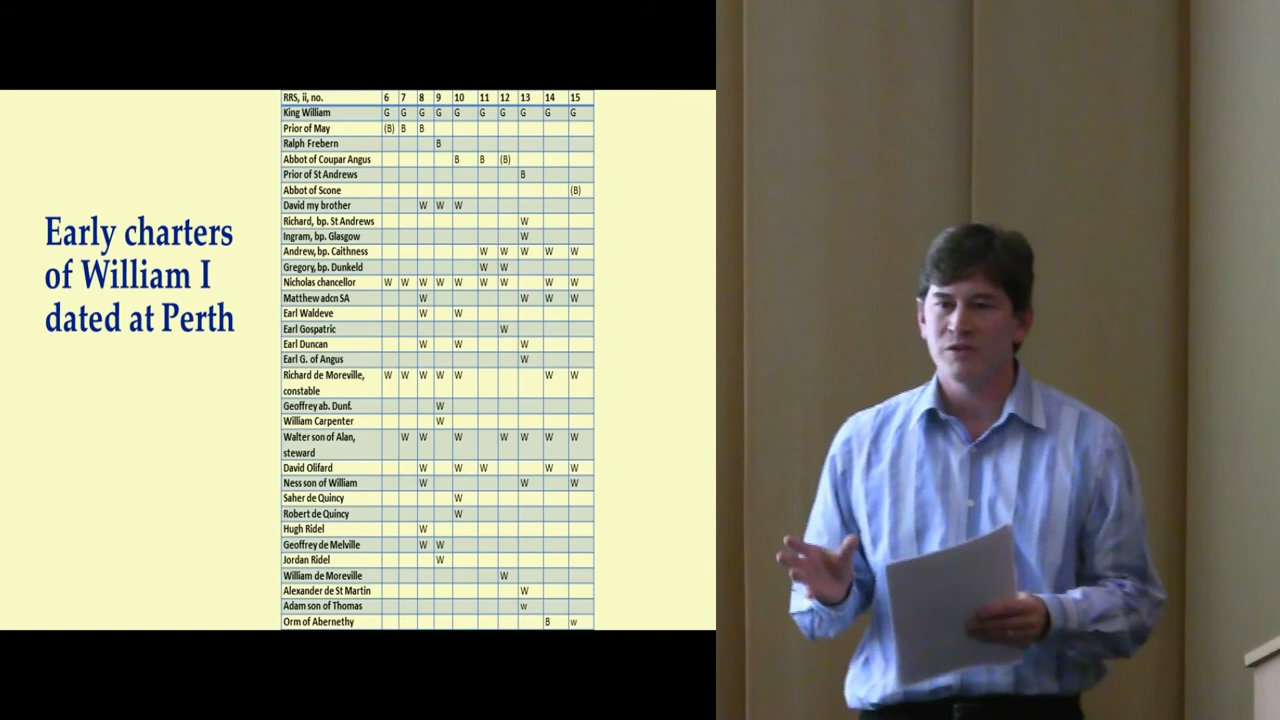 Early charters
of William I
dated at Perth
RRS, ii, no. 6 7 8 9 10 11 12 13 14 15
King William G G G G G G G G G G
Prior of May (B) B B
Ralph Frebern B
Abbot of Coupar Angus B B (B)
Prior of St Andrews B
Abbot of Scone (B)
David my brother W W W
Richard, bp. St Andrews W
Ingram, bp. Glasgow W
Andrew, bp. Caithness W W W W W
Gregory, bp. Dunkeld W W
Nicholas chancellor W W W W W W W W W
Matthew adcn SA W W W W
Earl Waldeve W W
Earl Gospatric W
Earl Duncan W W W
Earl G. of Angus W
Richard de Moreville, W W W W W W W
constable
Geoffrey ab. Dunf. W
William Carpenter W
Walter son of Alan, W W W W W W W
steward
David Olifard W W W W W
Ness son of William W W W
Saher de Quincy W
Robert de Quincy W
Hugh Ridel W
Geoffrey de Melville W W
Jordan Ridel W
William de Moreville W
Alexander de St Martin W
Adam son of Thomas w
Orm of Abernethy B w